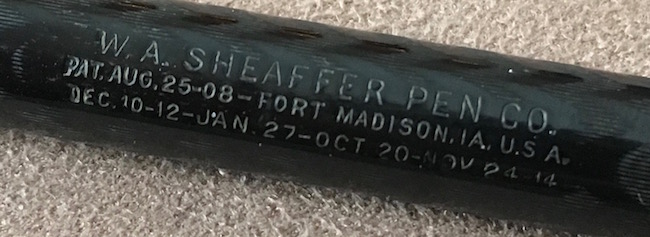 W.A. SHEAFFER PEN CO.
PAT. AUG. 25-08-FORT MADISON, IA. U.S.A.
DEC. 10-12-JAN. 27-OCT 20-NOV 24-14